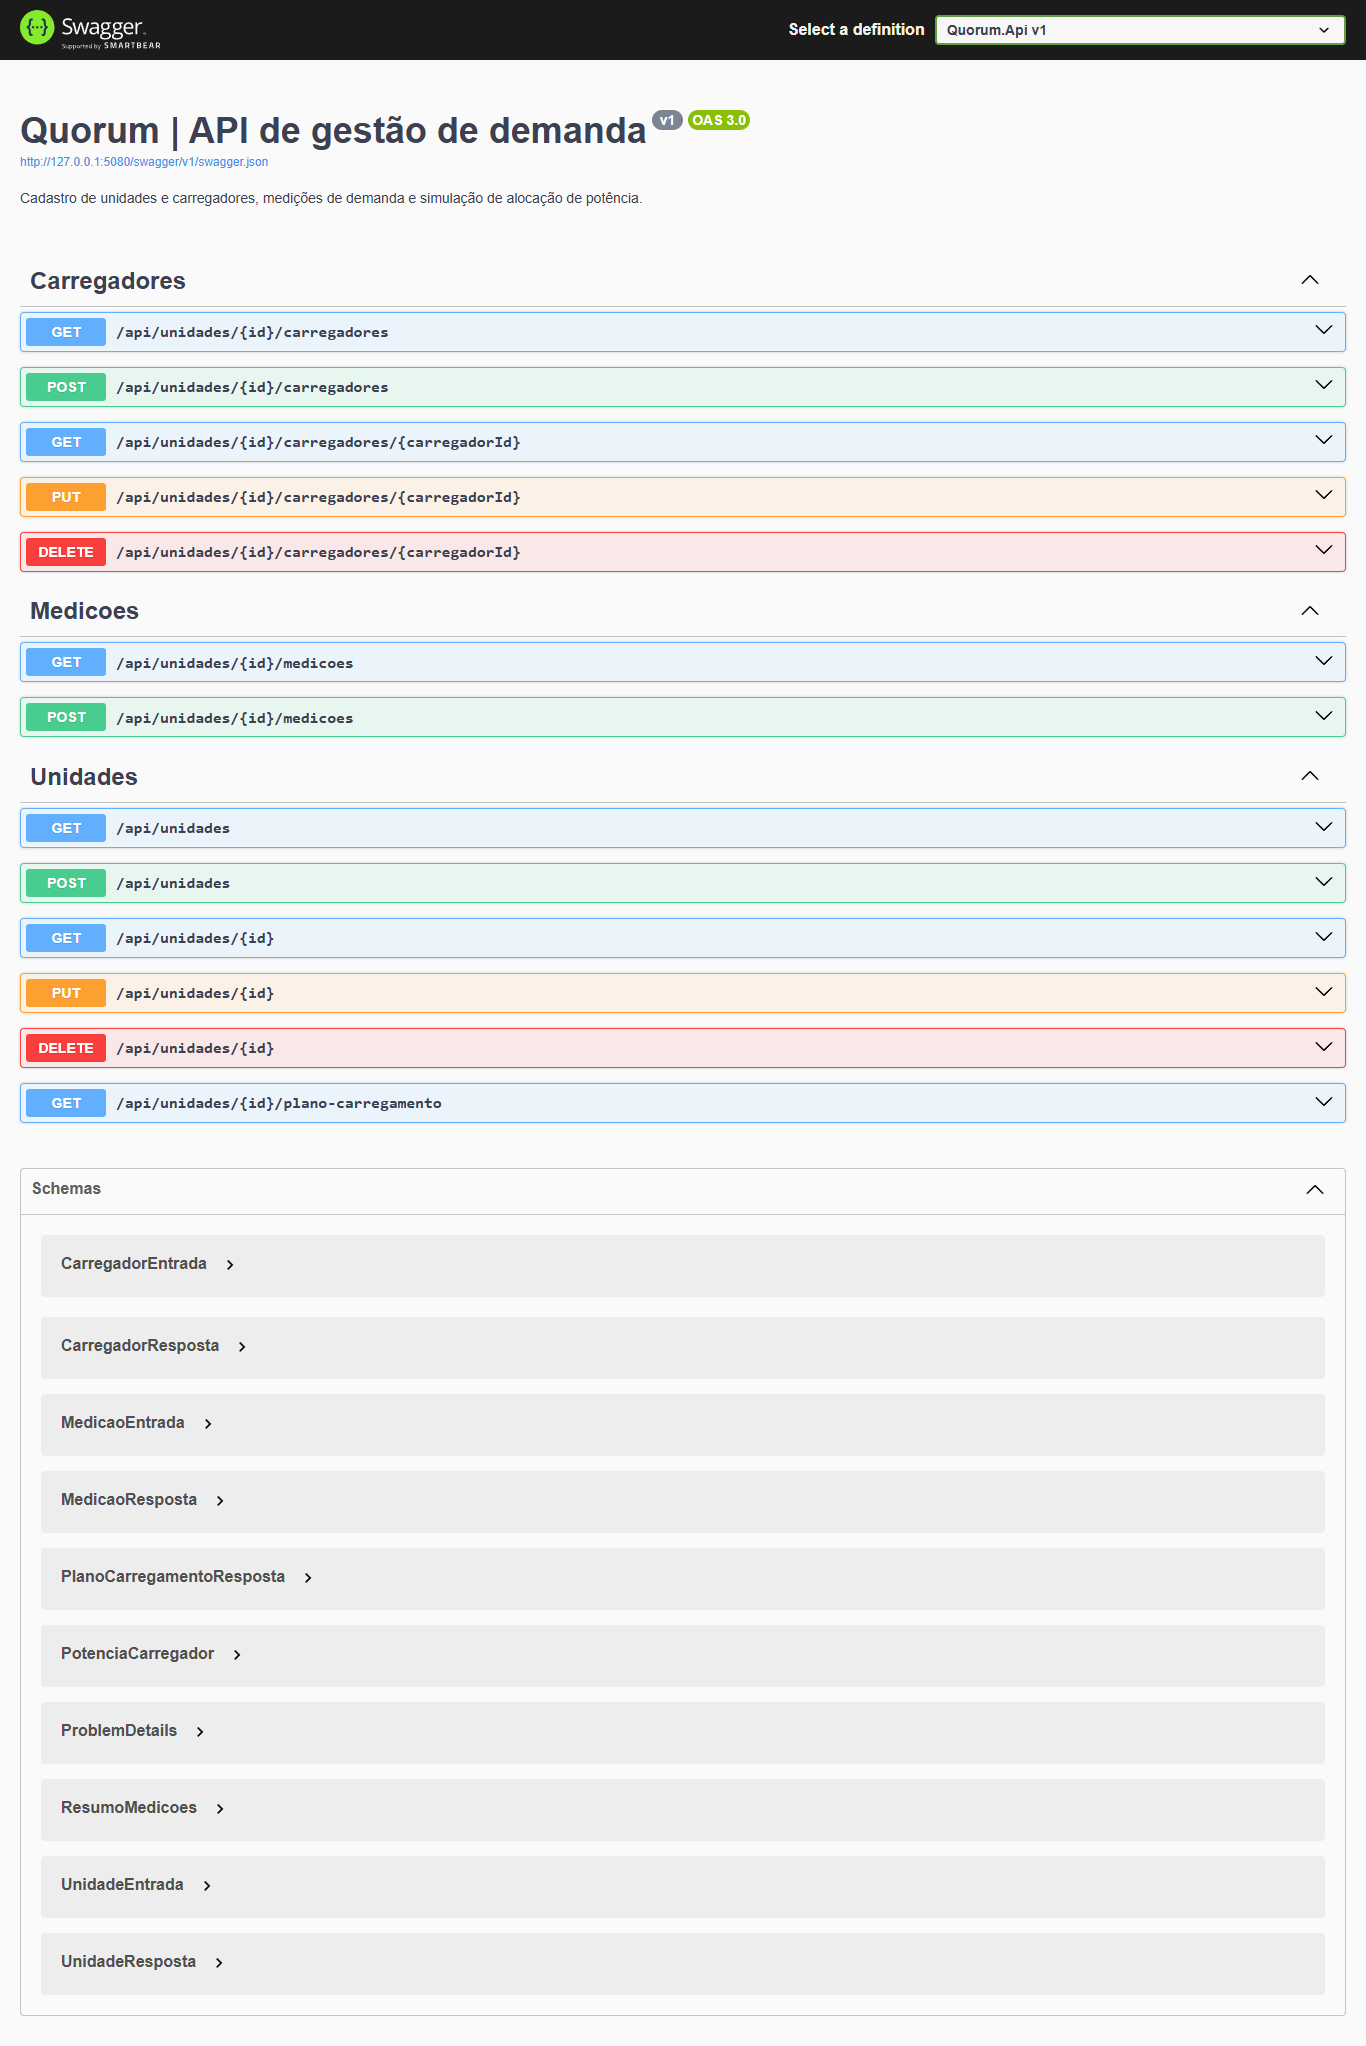 Swagger
Supported by SMARTBEAR
Select a definition
Quorum.Api v1
Quorum | API de gestão de demanda v1 OAS 3.0
http://127.0.0.1:5080/swagger/v1/swagger.json
Cadastro de unidades e carregadores, medições de demanda e simulação de alocação de potência.
Carregadores
GET /api/unidades/{id}/carregadores
POST /api/unidades/{id}/carregadores
GET /api/unidades/{id}/carregadores/{carregadorId}
PUT /api/unidades/{id}/carregadores/{carregadorId}
DELETE /api/unidades/{id}/carregadores/{carregadorId}
Medicoes
GET /api/unidades/{id}/medicoes
POST /api/unidades/{id}/medicoes
Unidades
GET /api/unidades
POST /api/unidades
GET /api/unidades/{id}
PUT /api/unidades/{id}
DELETE /api/unidades/{id}
GET /api/unidades/{id}/plano-carregamento
Schemas
CarregadorEntrada
CarregadorResposta
MedicaoEntrada
MedicaoResposta
PlanoCarregamentoResposta
PotenciaCarregador
ProblemDetails
ResumoMedicoes
UnidadeEntrada
UnidadeResposta